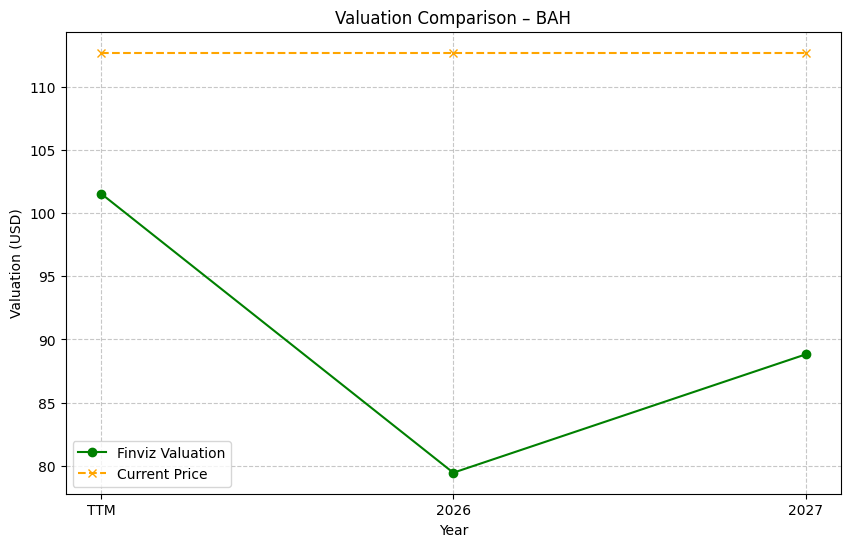 Valuation Comparison – BAH
Valuation (USD)
110
105
100
95
90
85
80
Finviz Valuation
Current Price
TTM
2026
2027
Year